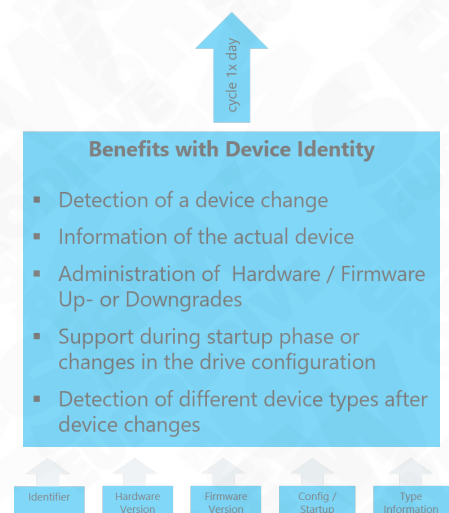 cycle 1x day
Benefits with Device Identity
▪ Detection of a device change
▪ Information of the actual device
▪ Administration of Hardware / Firmware
Up- or Downgrades
▪ Support during startup phase or
changes in the drive configuration
▪ Detection of different device types after
device changes
Identifier
Hardware
Version
Firmware
Version
Config /
Startup
Type
Information